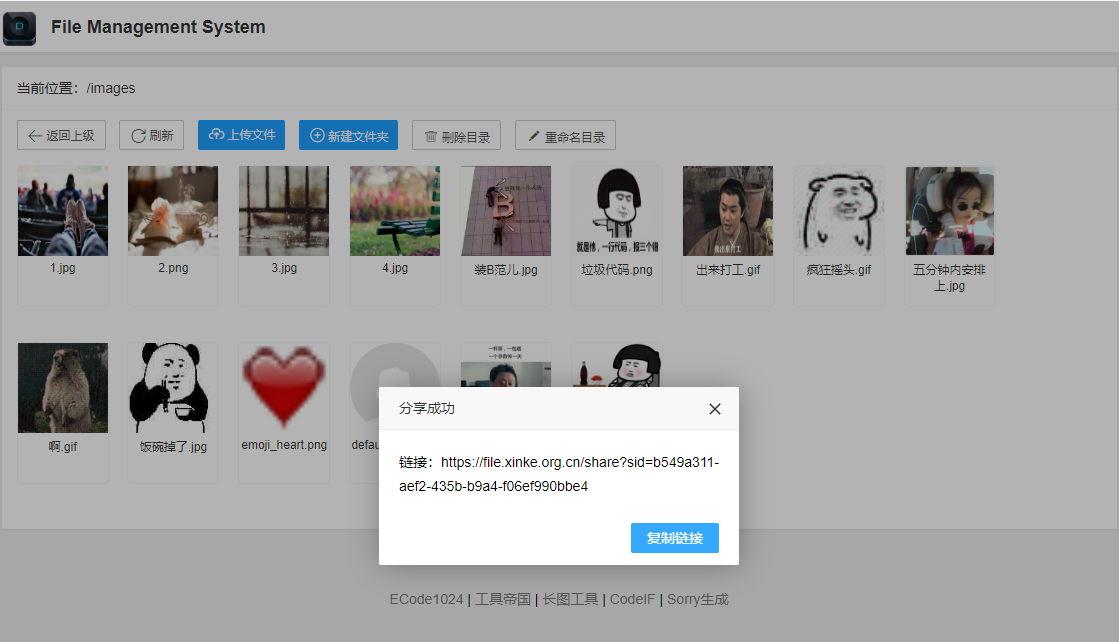 File Management System
当前位置：/images
返回上级 刷新 上传文件 新建文件夹 删除目录 重命名目录
就是伟，一行代码，报三个错
我出来打工
1.jpg 2.png 3.jpg 4.jpg 装B范儿.jpg 垃圾代码.png 出来打工.gif 疯狂摇头.gif 五分钟内安排
上.jpg
啊.gif 饭碗掉了.jpg emoji_heart.png defau
分享成功
链接：https://file.xinke.org.cn/share?sid=b549a311-
aef2-435b-b9a4-f06ef990bbe4
复制链接
ECode1024 | 工具帝国 | 长图工具 | CodeIF | Sorry生成